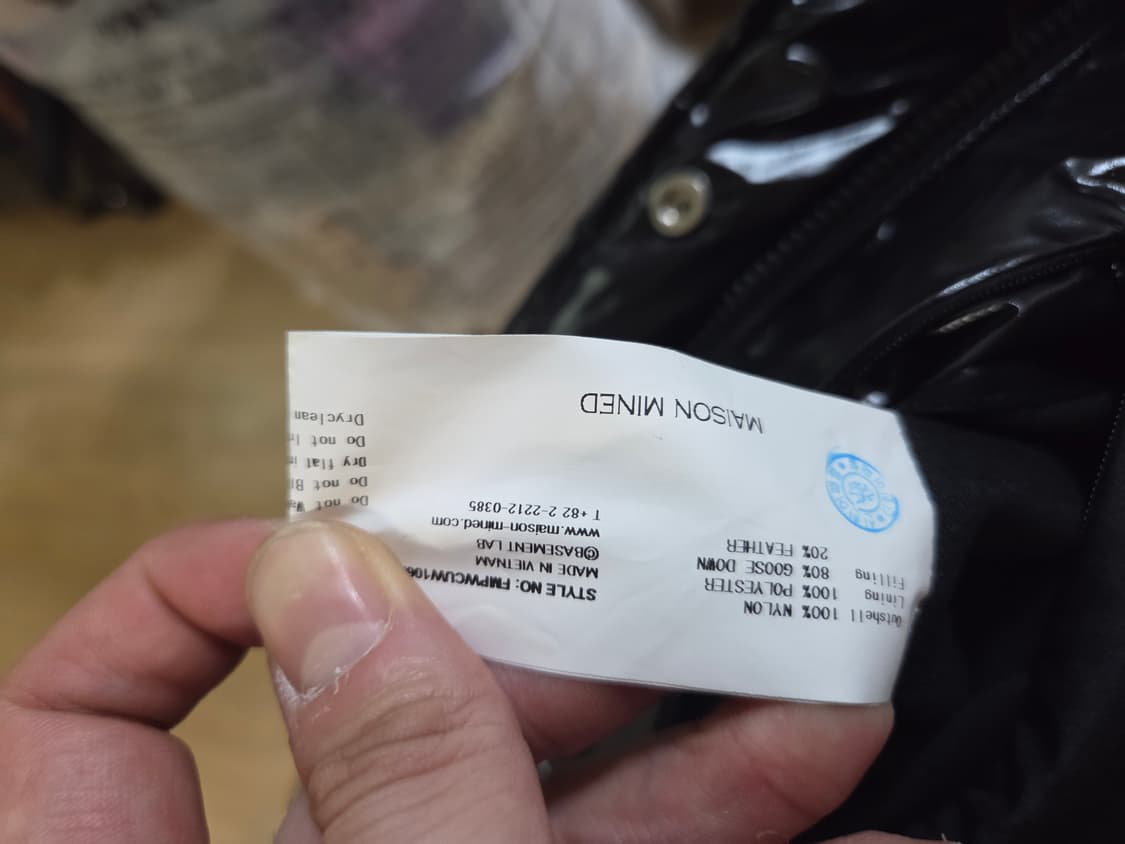 MAISON MINED
Outshell 100% NYLON
Lining 100% POLYESTER
Filling 80% GOOSE DOWN
20% FEATHER
STYLE NO: FMPWCUW106
MADE IN VIETNAM
@BASEMENT LAB
www.maison-mined.com
T +82 2-2212-0385
Do not
Do not
Dry flat
Do not
Dryclean